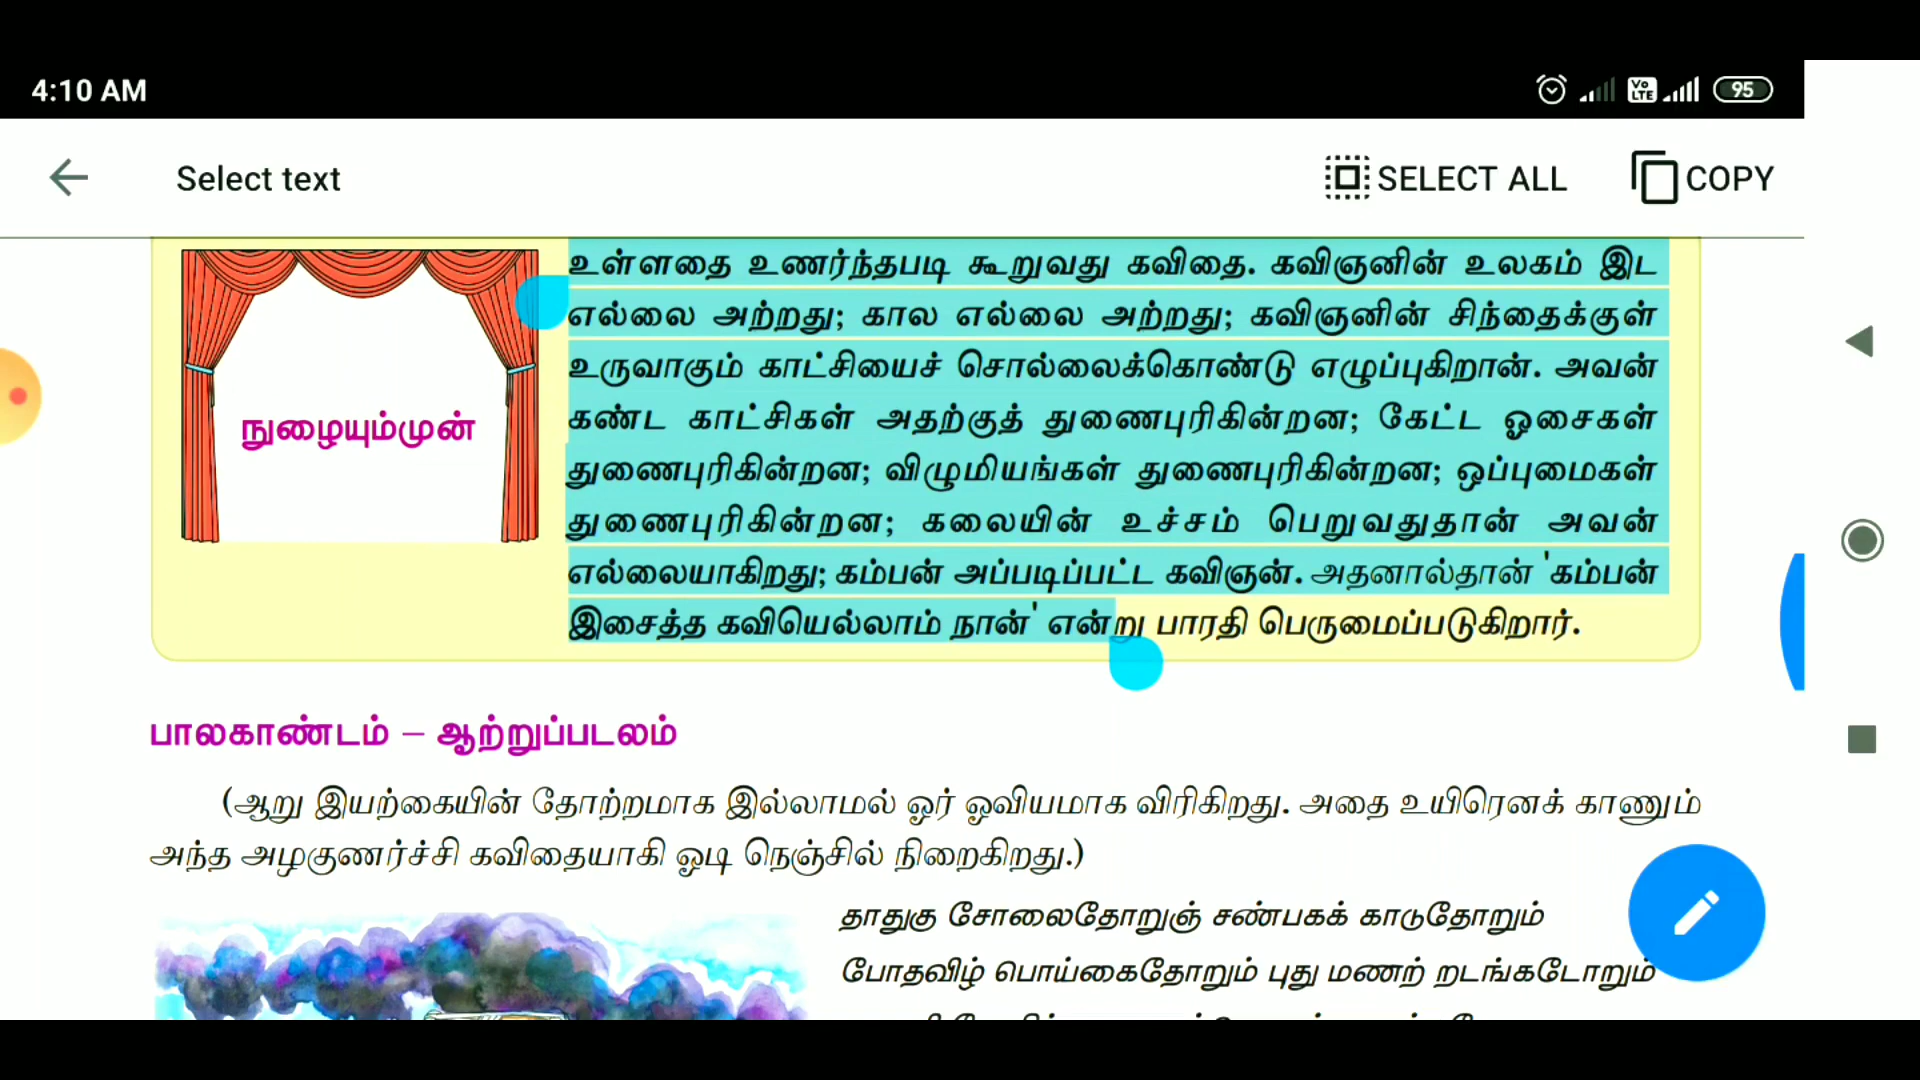 4:10 AM
Vo LTE
95
Select text
SELECT ALL
COPY
உள்ளதை உணர்ந்தபடி கூறுவது கவிதை. கவிஞனின் உலகம் இட
எல்லை அற்றது; கால எல்லை அற்றது; கவிஞனின் சிந்தைக்குள்
உருவாகும் காட்சியைச் சொல்லைக்கொண்டு எழுப்புகிறான். அவன்
கண்ட காட்சிகள் அதற்குத் துணைபுரிகின்றன; கேட்ட ஓசைகள்
துணைபுரிகின்றன; விழுமியங்கள் துணைபுரிகின்றன; ஒப்புமைகள்
துணைபுரிகின்றன; கலையின் உச்சம் பெறுவதுதான் அவன்
எல்லையாகிறது; கம்பன் அப்படிப்பட்ட கவிஞன். அதனால்தான் 'கம்பன்
இசைத்த கவியெல்லாம் நான்' என்று பாரதி பெருமைப்படுகிறார்.
நுழையும்முன்
பாலகாண்டம் – ஆற்றுப்படலம்
(ஆறு இயற்கையின் தோற்றமாக இல்லாமல் ஓர் ஓவியமாக விரிகிறது. அதை உயிரெனக் காணும்
அந்த அழகுணர்ச்சி கவிதையாகி ஓடி நெஞ்சில் நிறைகிறது.)
தாதுகு சோலைதோறுஞ் சண்பகக் காடுதோறும்
போதவிழ் பொய்கைதோறும் புது மணற் றடங்கடோறும்